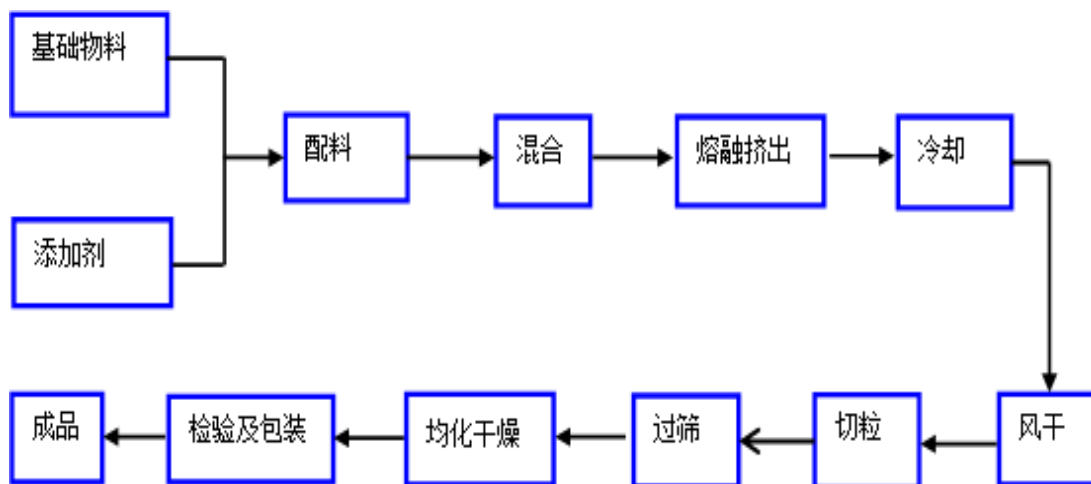 基础物料
添加剂
配料
混合
熔融挤出
冷却
风干
切粒
过筛
均化干燥
检验及包装
成品